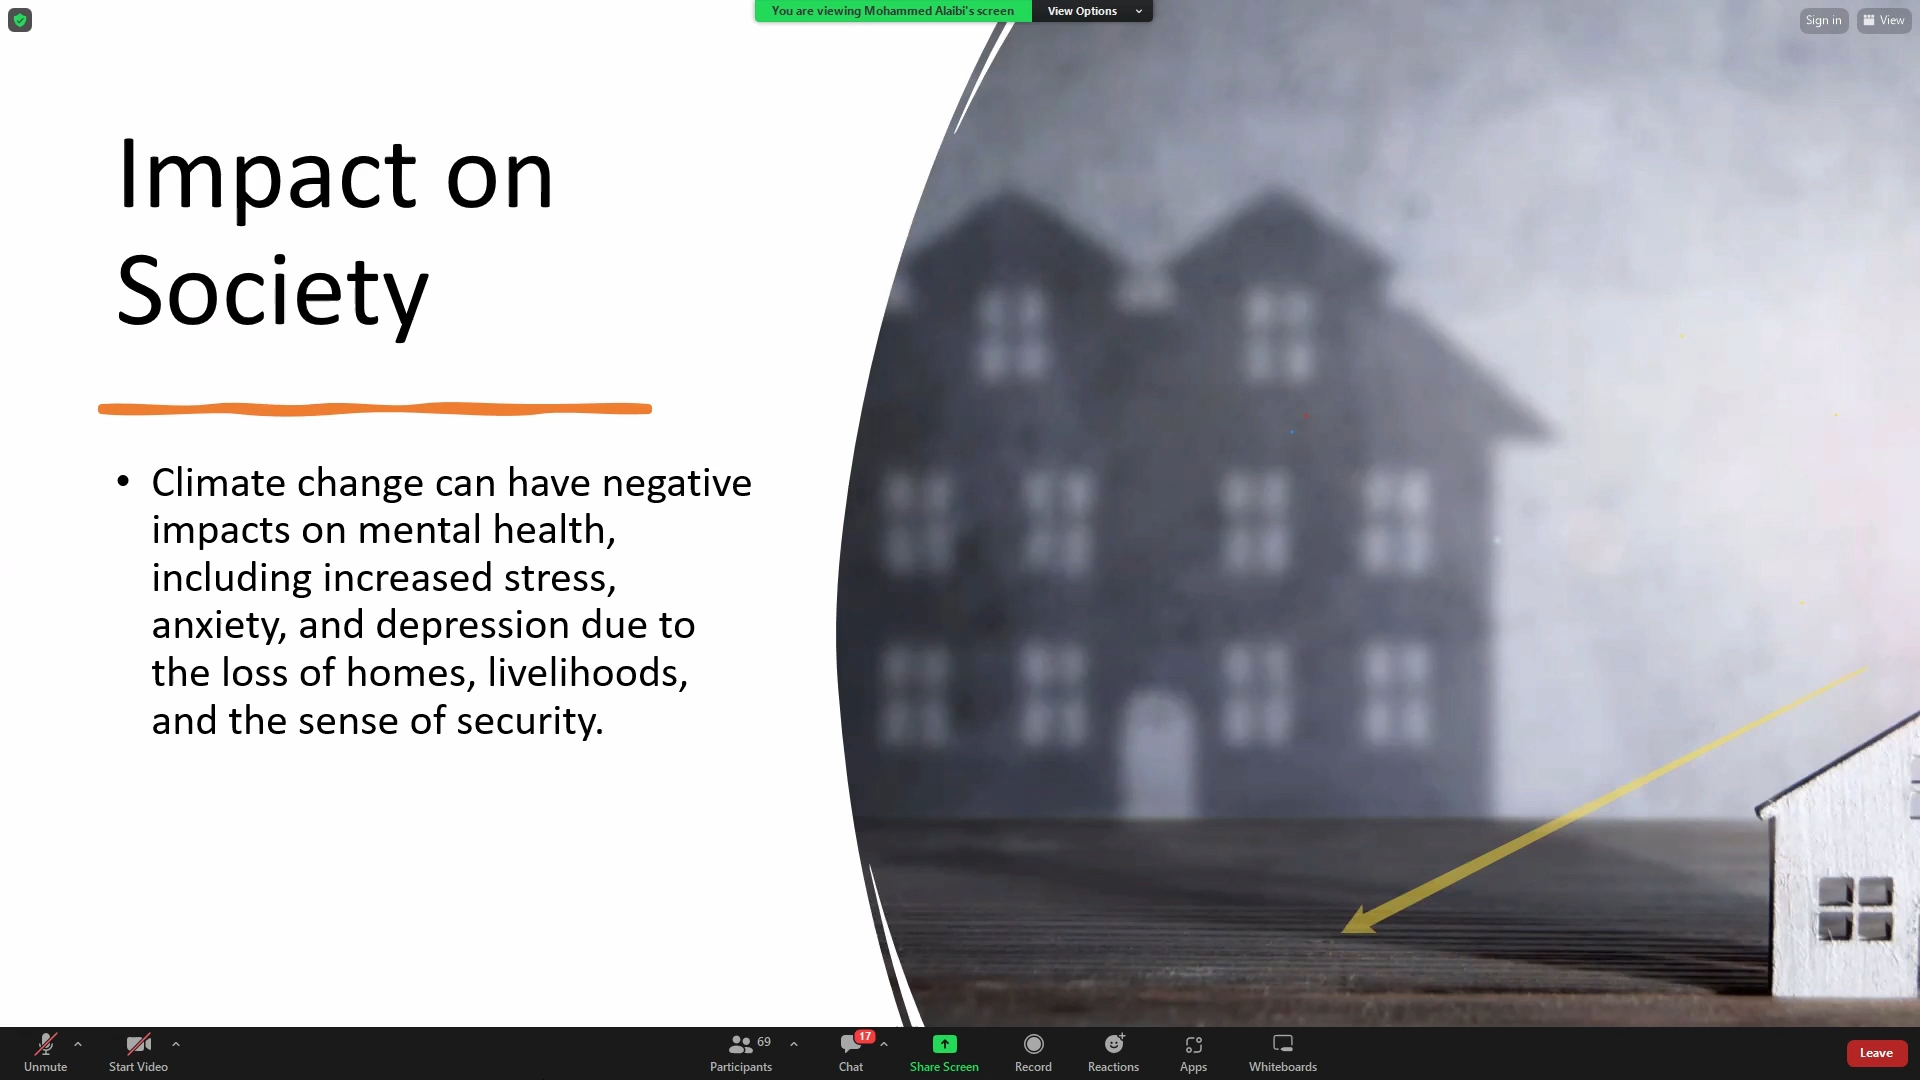 You are viewing Mohammed Alaibi's screen
View Options
Sign in
View
Impact on
Society
• Climate change can have negative
impacts on mental health,
including increased stress,
anxiety, and depression due to
the loss of homes, livelihoods,
and the sense of security.
Unmute
Start Video
69
Participants
17
Chat
Share Screen
Record
Reactions
Apps
Whiteboards
Leave